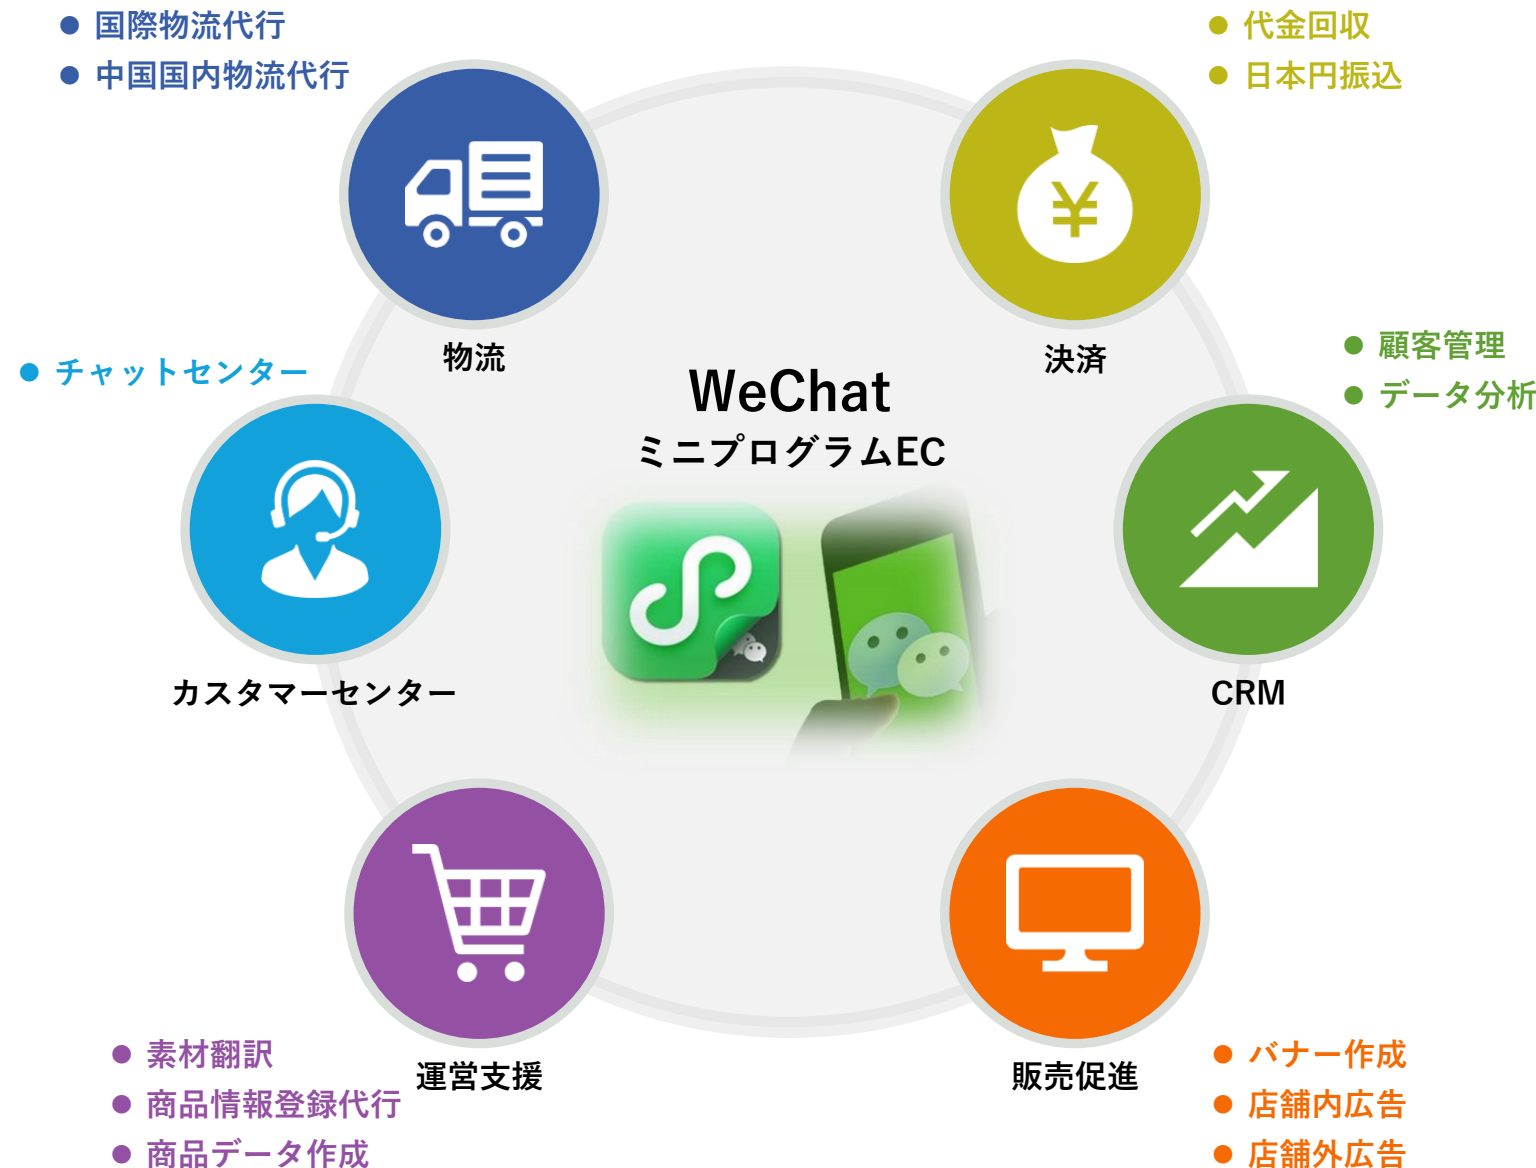 ● 国際物流代行
● 中国国内物流代行
● 代金回収
● 日本円振込
¥
物流
決済
● チャットセンター
● 顧客管理
● データ分析
WeChat
ミニプログラムEC
カスタマーセンター
CRM
運営支援
● 素材翻訳
● 商品情報登録代行
● 商品データ作成
販売促進
● バナー作成
● 店舗内広告
● 店舗外広告